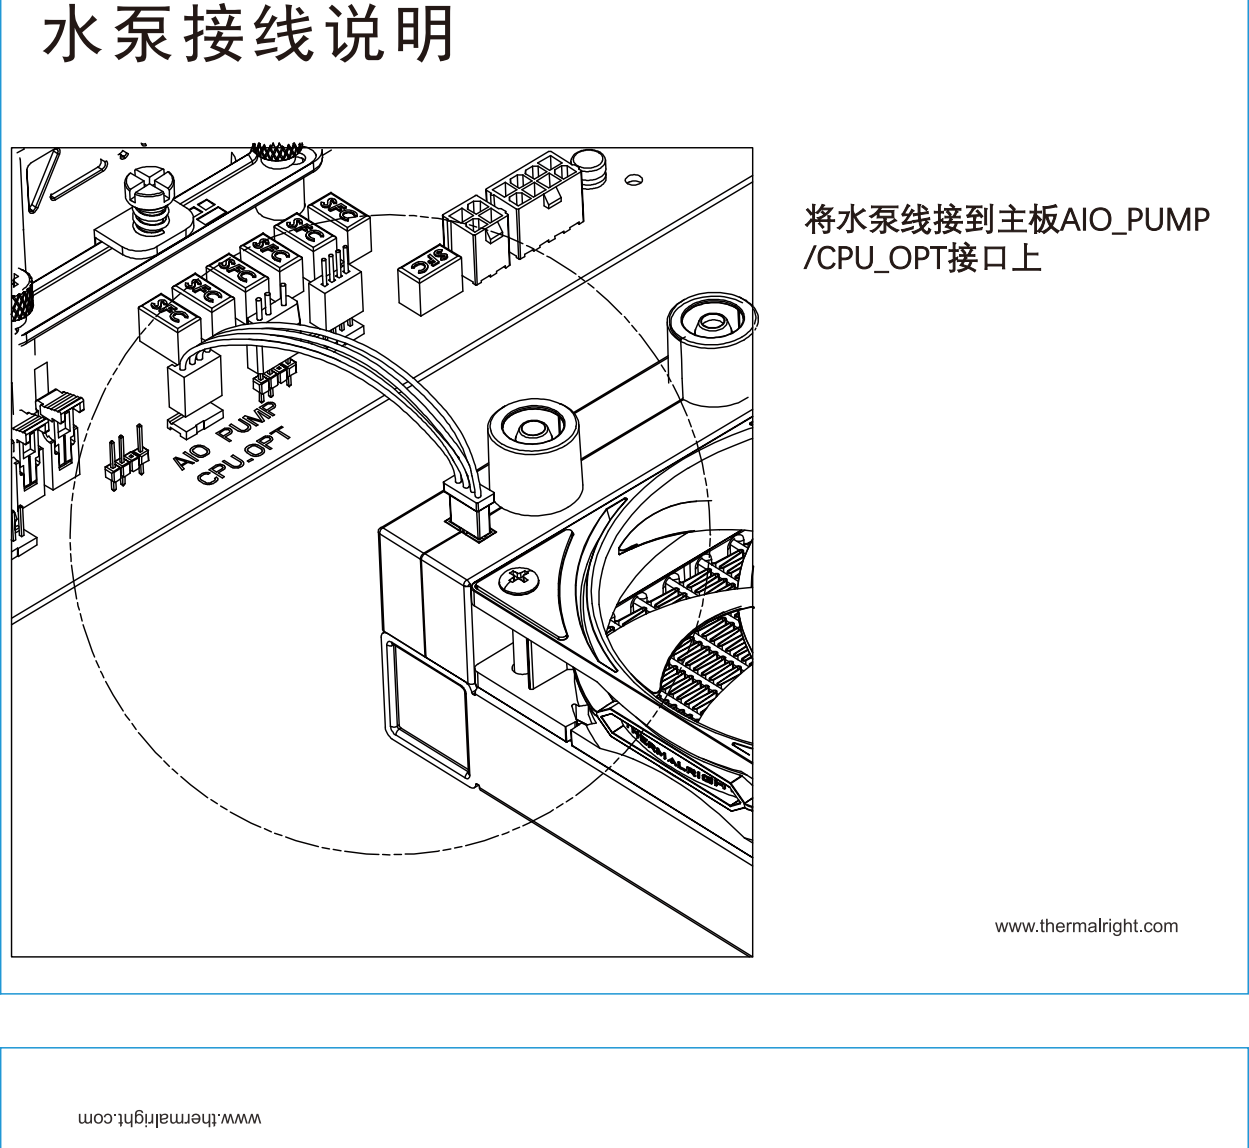 水泵接线说明
SFC
SFC
SFC
SFC
SFC
SFC
SFC
AIO PUMP
CPU_OPT
THERMALRIGHT
将水泵线接到主板AIO_PUMP
/CPU_OPT接口上
www.thermalright.com
www.thermalright.com